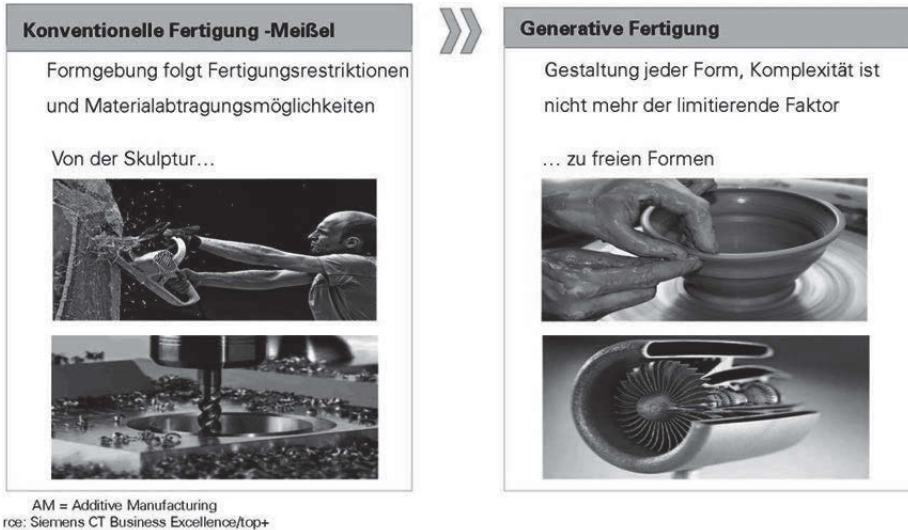 Konventionelle Fertigung -Meißel
Formgebung folgt Fertigungsrestriktionen
und Materialabtragungsmöglichkeiten
Von der Skulptur...
Generative Fertigung
Gestaltung jeder Form, Komplexität ist
nicht mehr der limitierende Faktor
... zu freien Formen
AM = Additive Manufacturing
rce: Siemens CT Business Excellence/top+